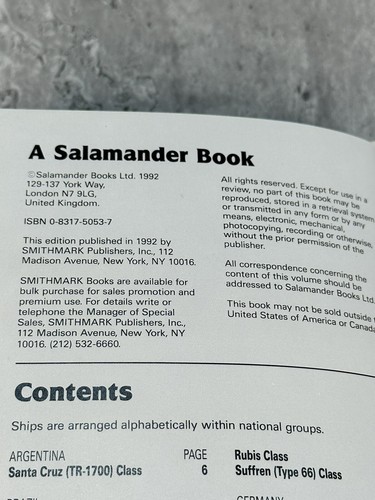 A Salamander Book
©Salamander Books Ltd. 1992
129-137 York Way,
London N7 9LG,
United Kingdom.
ISBN 0-8317-5053-7
This edition published in 1992 by
SMITHMARK Publishers, Inc., 112
Madison Avenue, New York, NY 10016.
SMITHMARK Books are available for
bulk purchase for sales promotion and
premium use. For details write or
telephone the Manager of Special
Sales, SMITHMARK Publishers, Inc.,
112 Madison Avenue, New York, NY
10016. (212) 532-6660.
All rights reserved. Except for use in a
review, no part of this book may be
reproduced, stored in a retrieval system
or transmitted in any form or by any
means, electronic, mechanical,
photocopying, recording or otherwise,
without the prior permission of the
publisher.
All correspondence concerning the
content of this volume should be
addressed to Salamander Books Ltd.
This book may not be sold outside
United States of America or Canada
Contents
Ships are arranged alphabetically within national groups.
ARGENTINA PAGE
Santa Cruz (TR-1700) Class 6
Rubis Class
Suffren (Type 66) Class